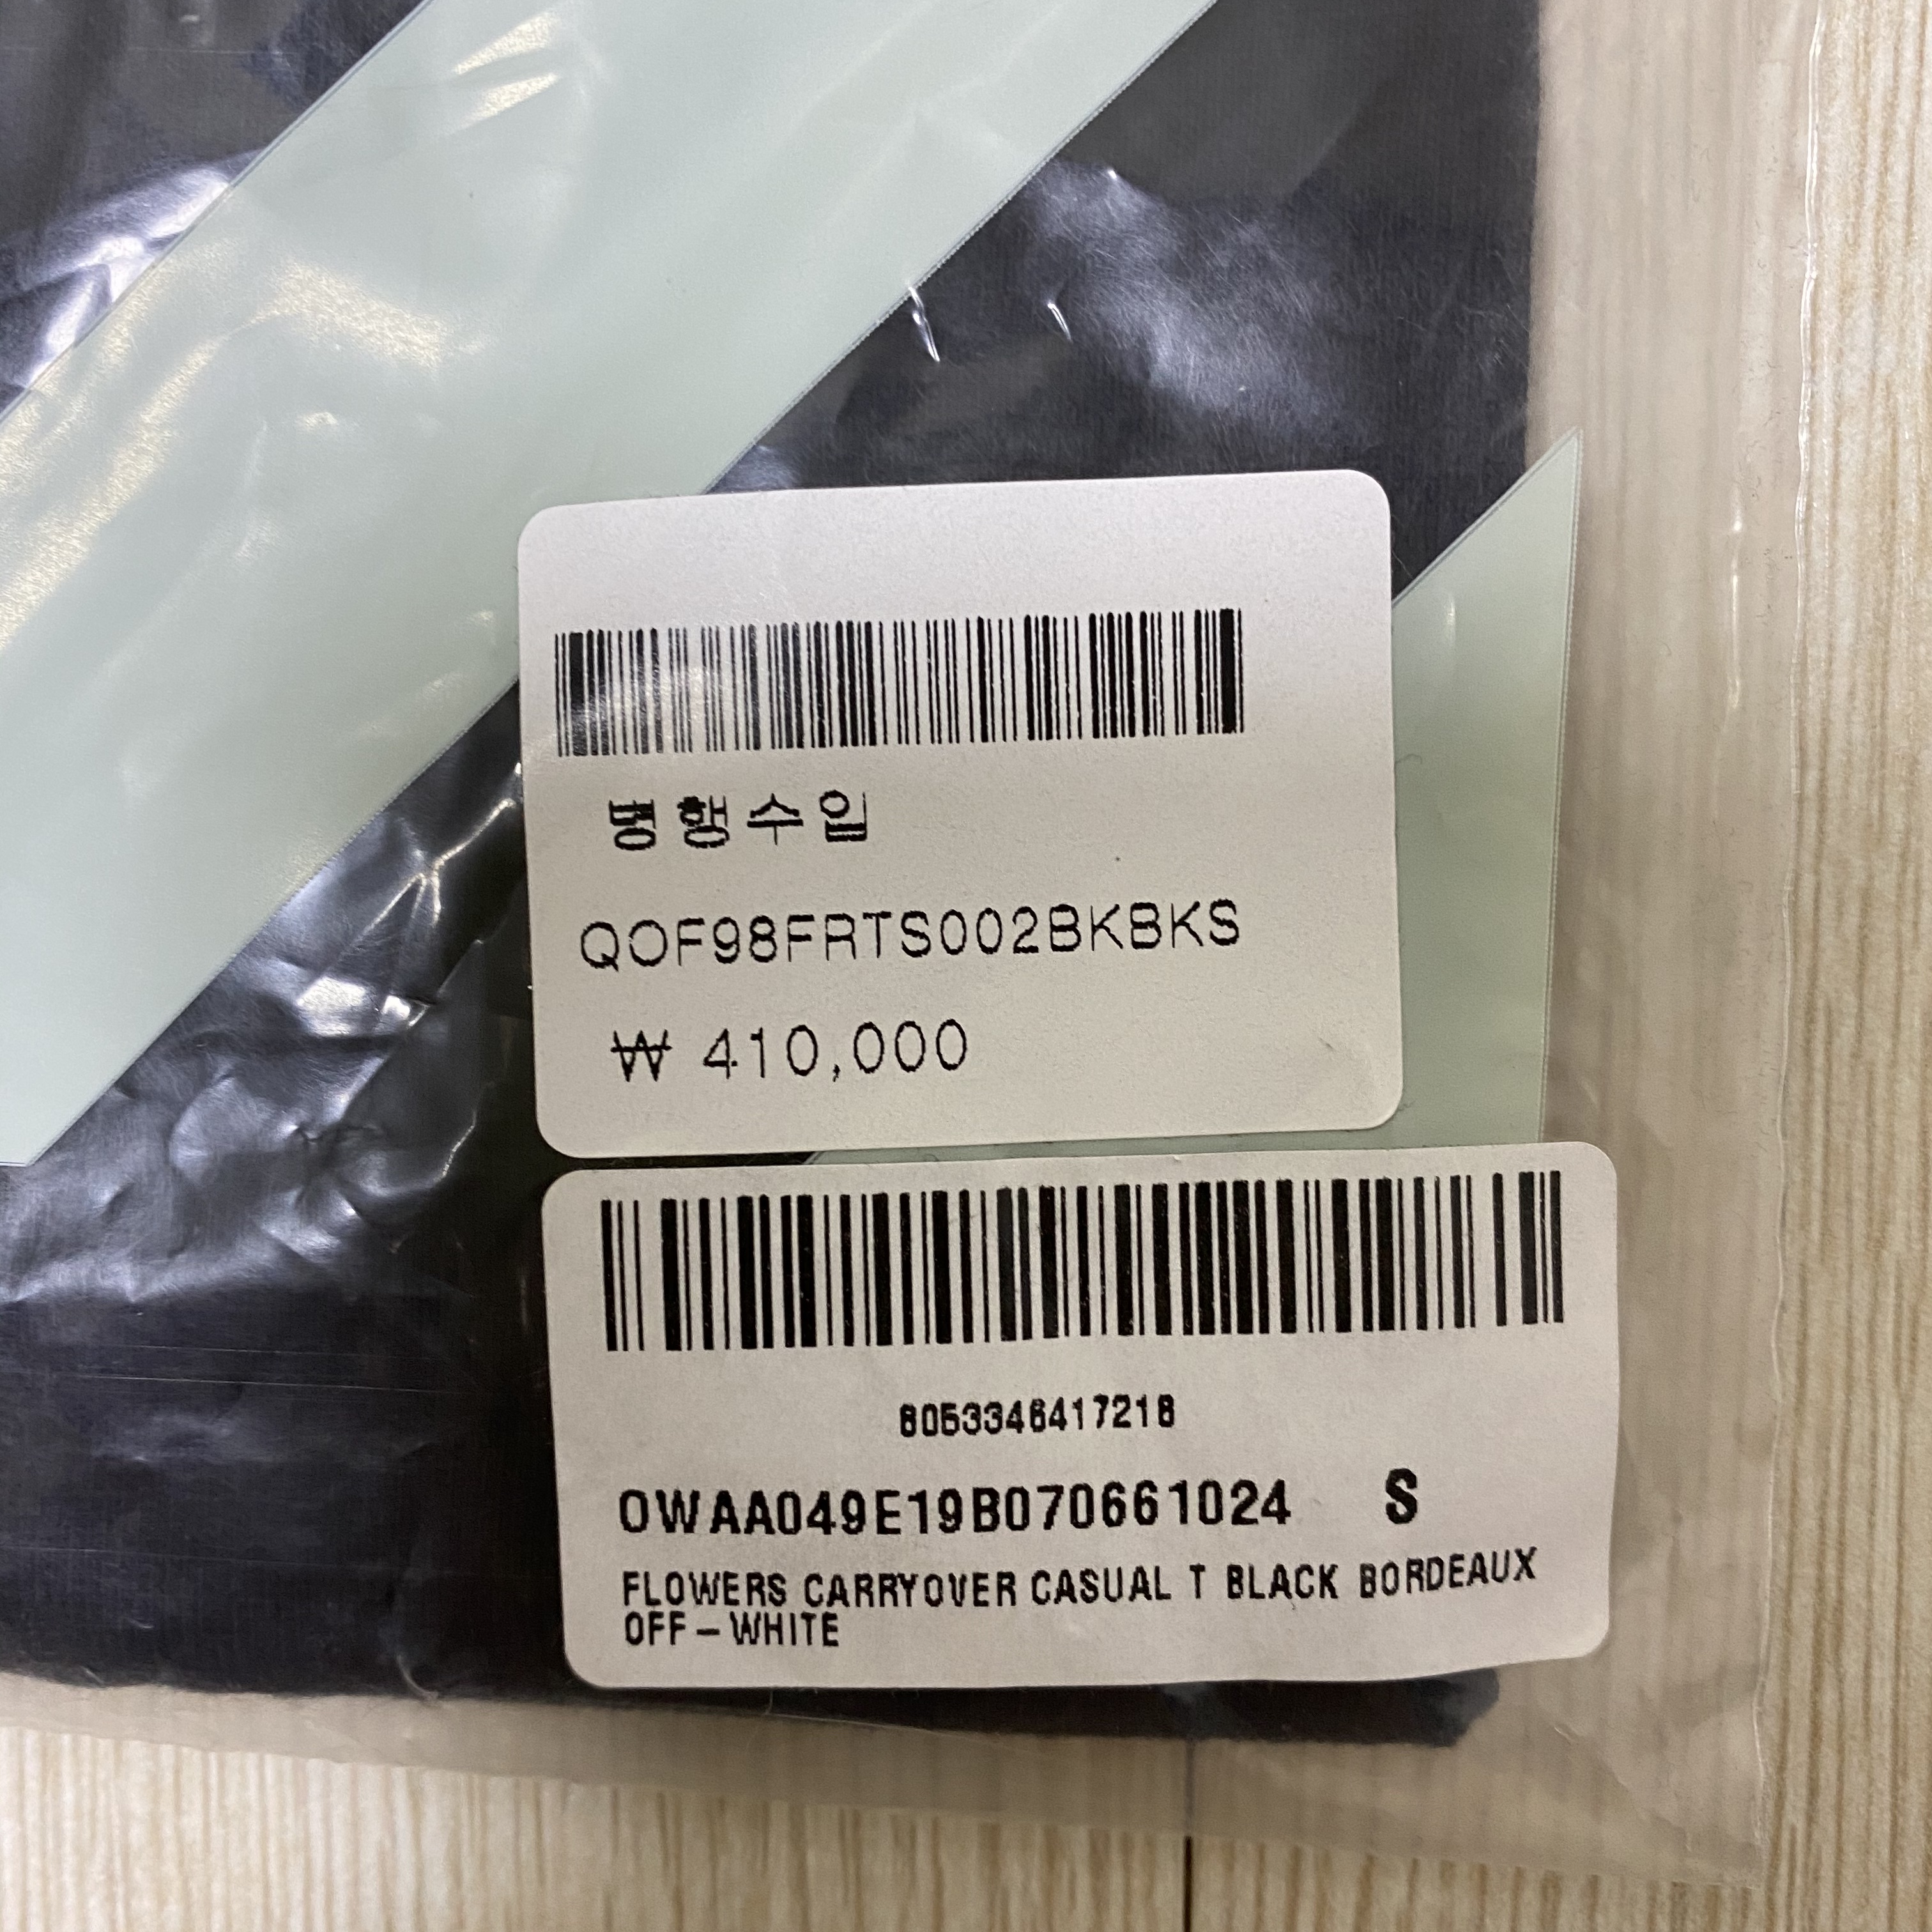 병행수입
QOF98FRTS002BKBKS
₩ 410,000
8053346417218
OWAA049E19B070661024 S
FLOWERS CARRYOVER CASUAL T BLACK BORDEAUX
OFF-WHITE